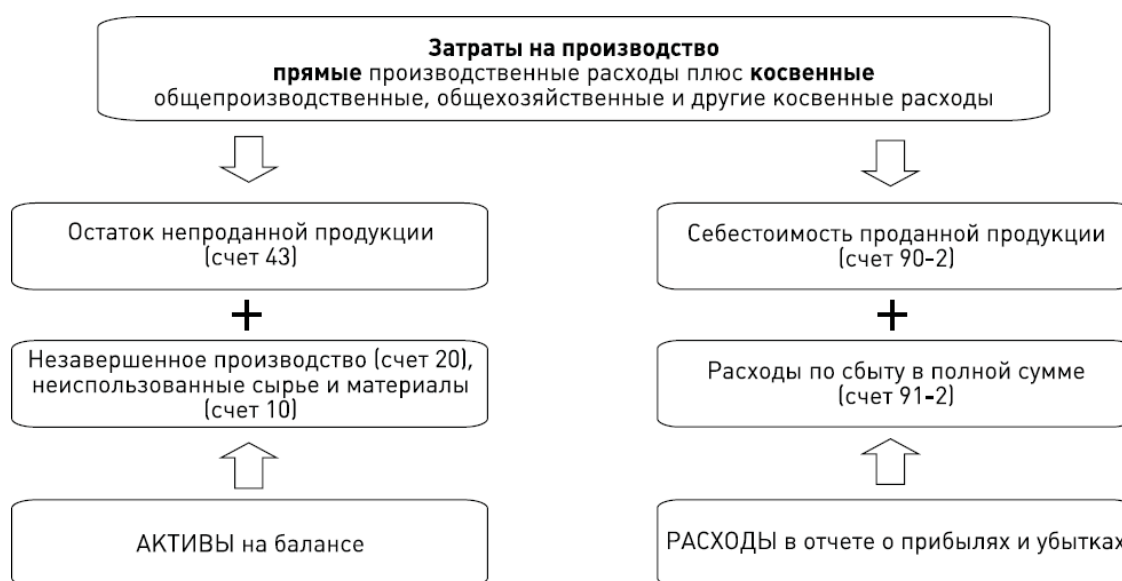 Затраты на производство
прямые производственные расходы плюс косвенные
общепроизводственные, общехозяйственные и другие косвенные расходы
Остаток непроданной продукции
(счет 43)
+
Незавершенное производство (счет 20),
неиспользованные сырье и материалы
(счет 10)
АКТИВЫ на балансе
Себестоимость проданной продукции
(счет 90-2)
+
Расходы по сбыту в полной сумме
(счет 91-2)
РАСХОДЫ в отчете о прибылях и убытках